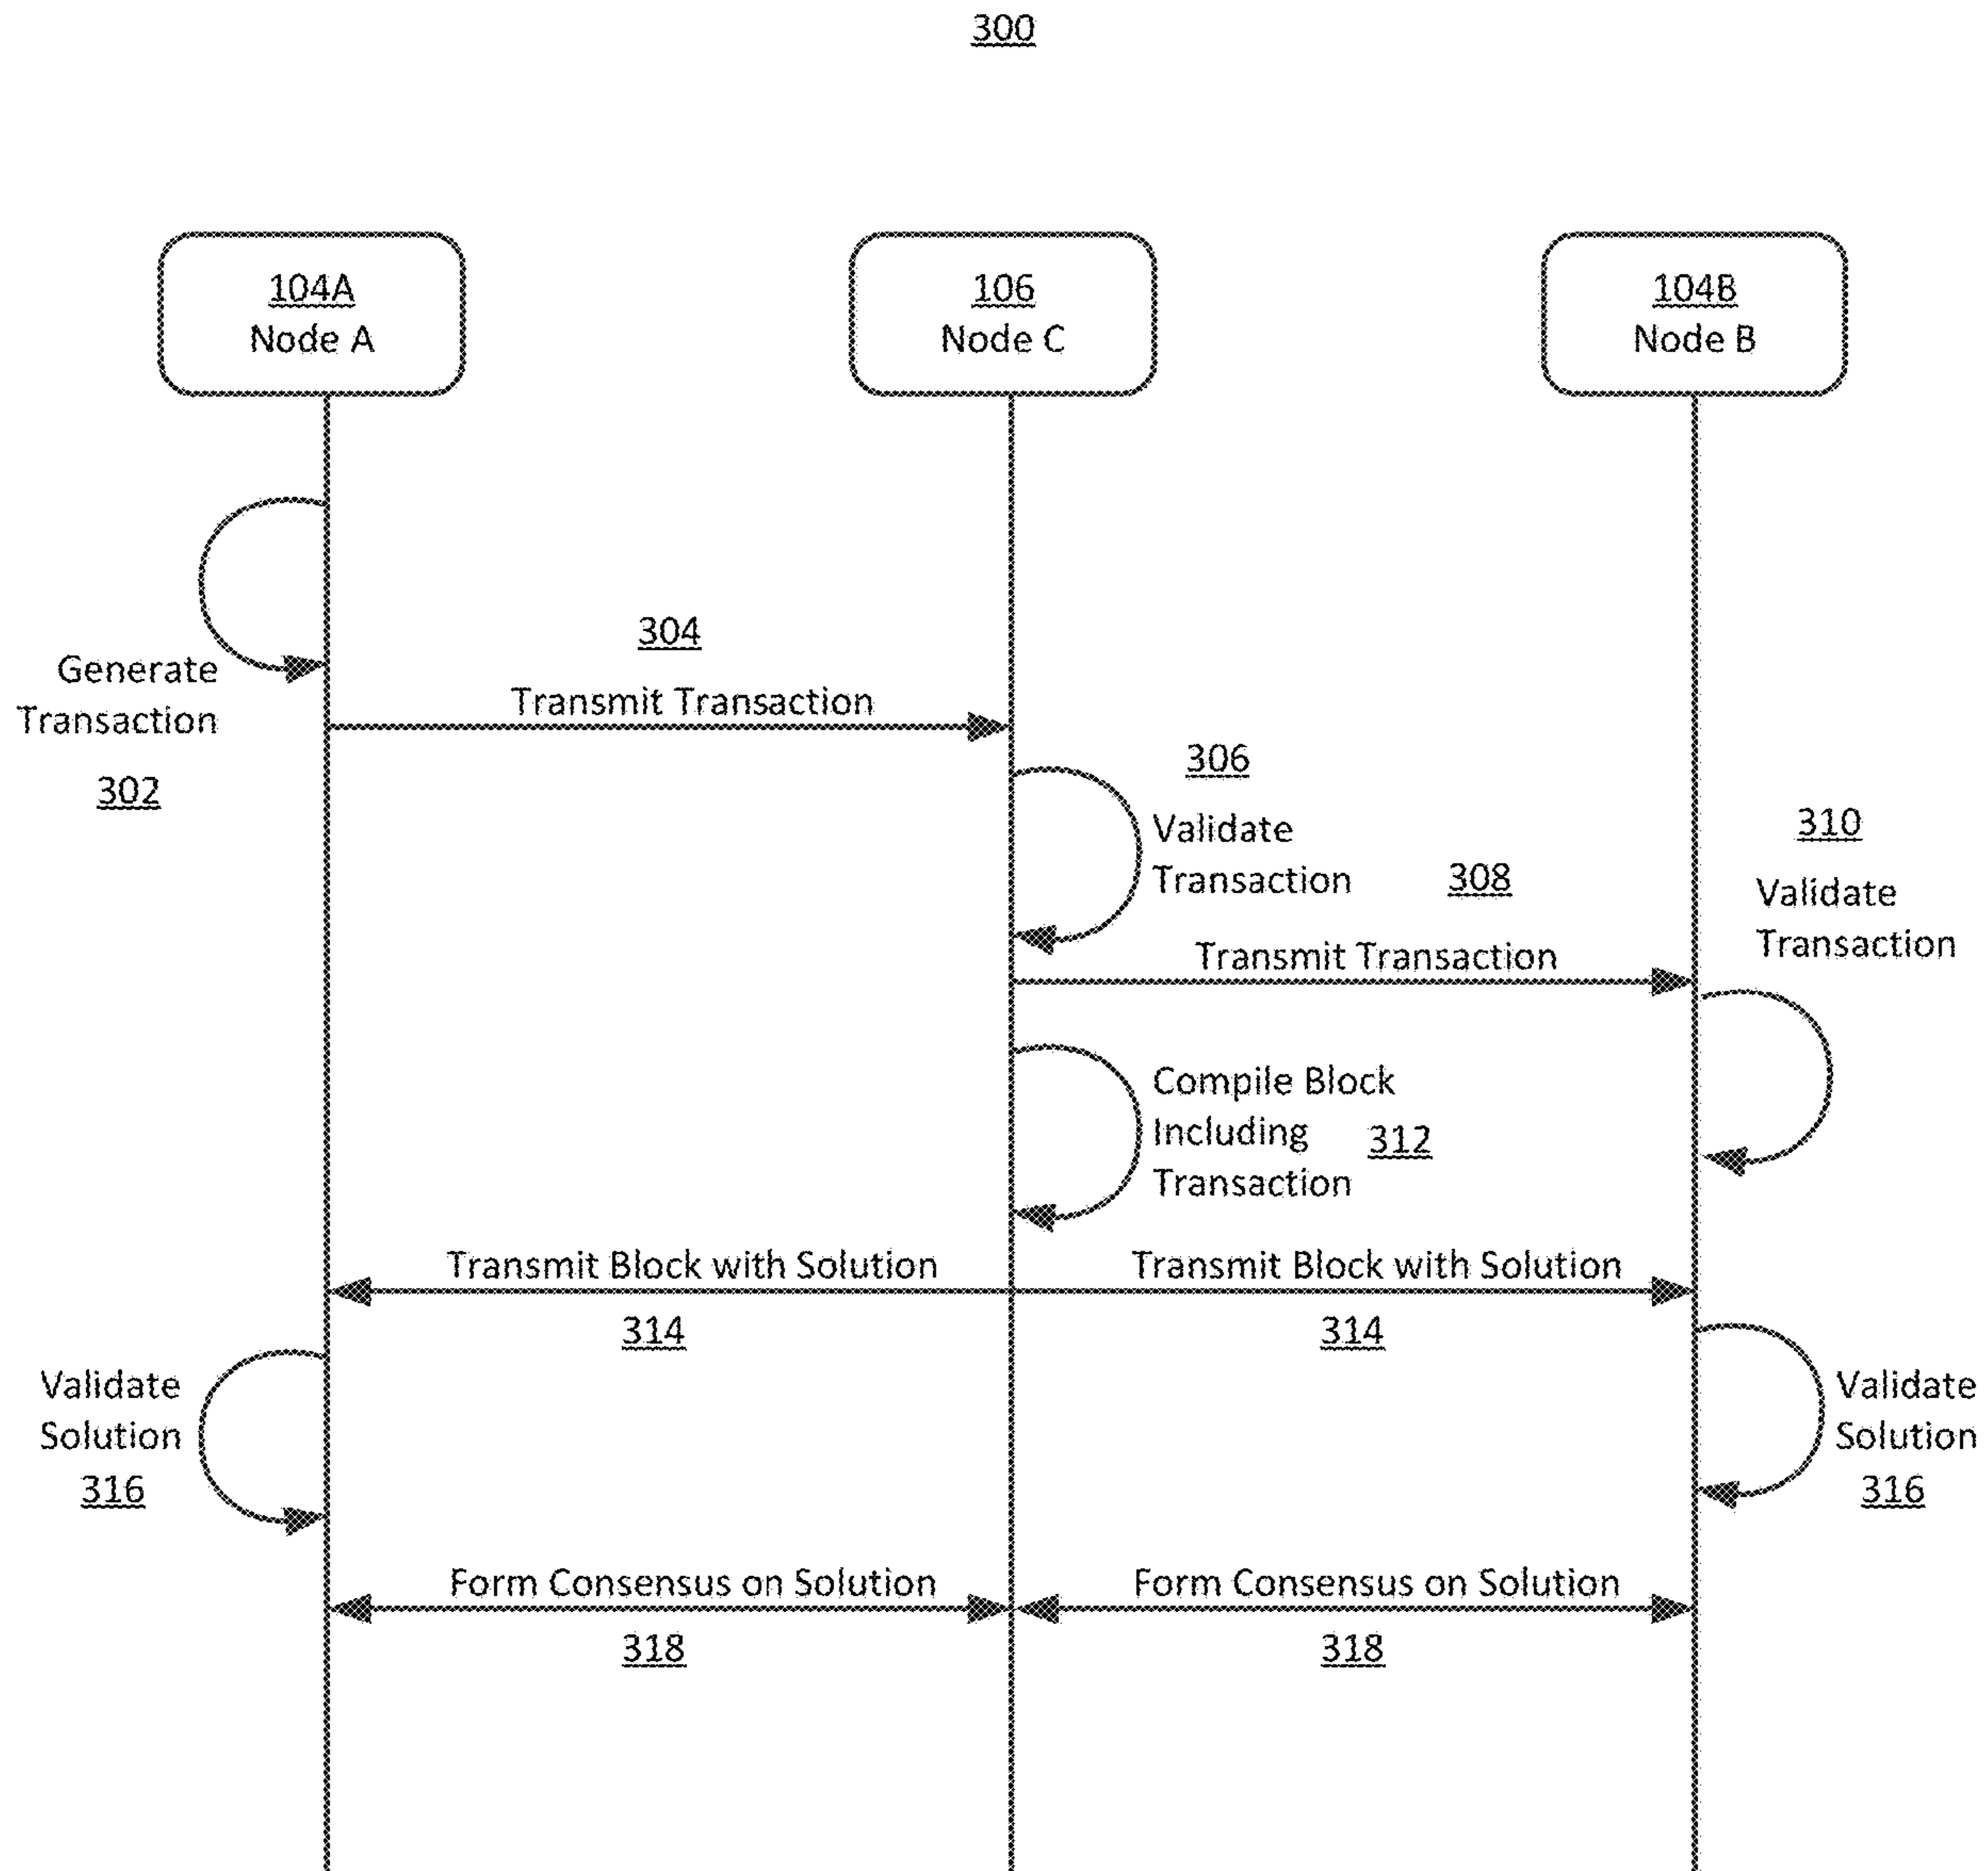 300
104A
Node A
106
Node C
104B
Node B
Generate
Transaction
302
304
Transmit Transaction
306
Validate
Transaction
308
Transmit Transaction
310
Validate
Transaction
Compile Block
Including
Transaction
312
Transmit Block with Solution
314
Transmit Block with Solution
314
Validate
Solution
316
Validate
Solution
316
Form Consensus on Solution
318
Form Consensus on Solution
318